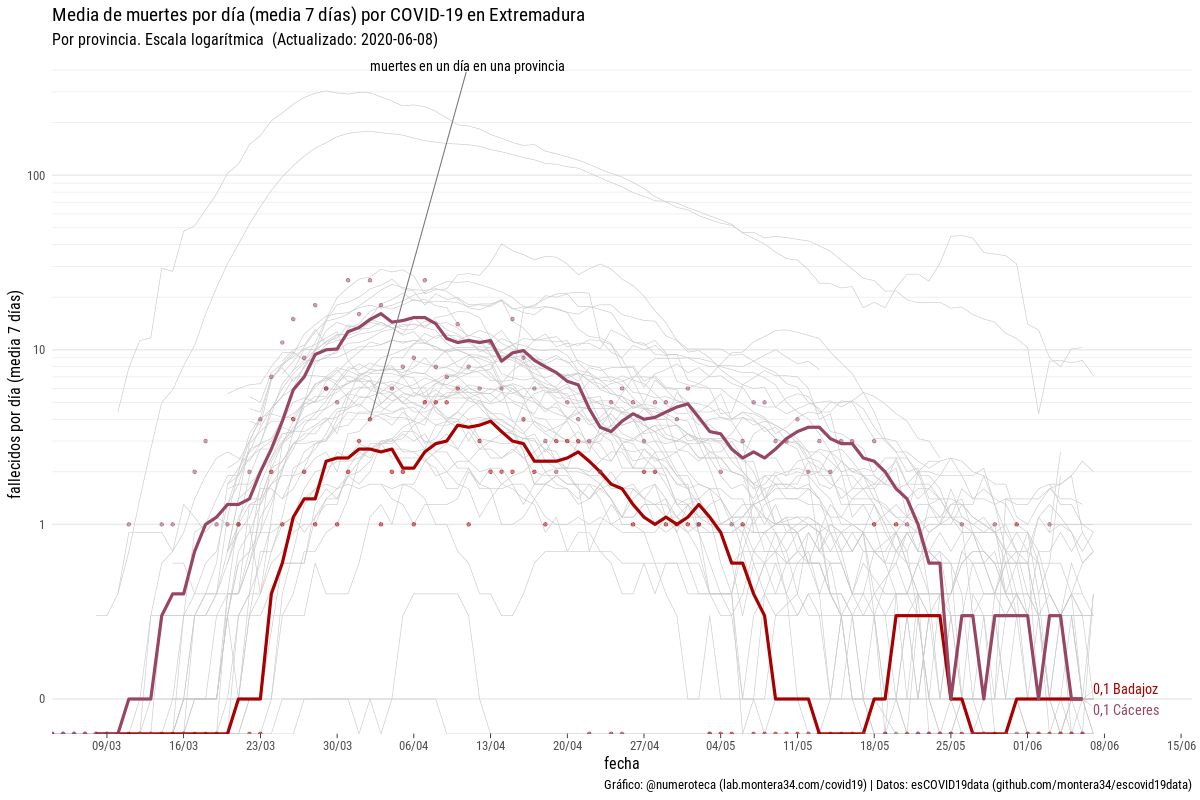 Media de muertes por día (media 7 días) por COVID-19 en Extremadura
Por provincia. Escala logarítmica (Actualizado: 2020-06-08)
muertes en un día en una provincia
fallecidos por día (media 7 días)
100
10
1
0
0,1 Badajoz
0,1 Cáceres
09/03 16/03 23/03 30/03 06/04 13/04 20/04 27/04 04/05 11/05 18/05 25/05 01/06 08/06 15/06
fecha
Gráfico: @numeroteca (lab.montera34.com/covid19) | Datos: esCOVID19data (github.com/montera34/escovid19data)